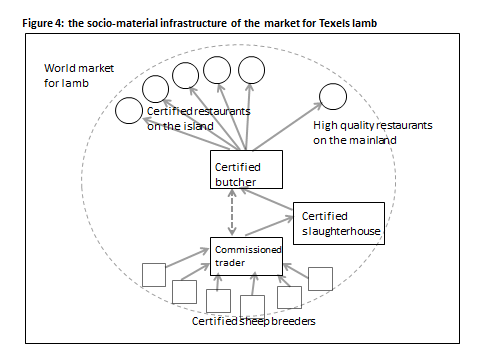 Figure 4: the socio-material infrastructure of the market for Texels lamb
World market
for lamb
Certified restaurants
on the island
High quality restaurants
on the mainland
Certified
butcher
Certified
slaughterhouse
Commissioned
trader
Certified sheep breeders